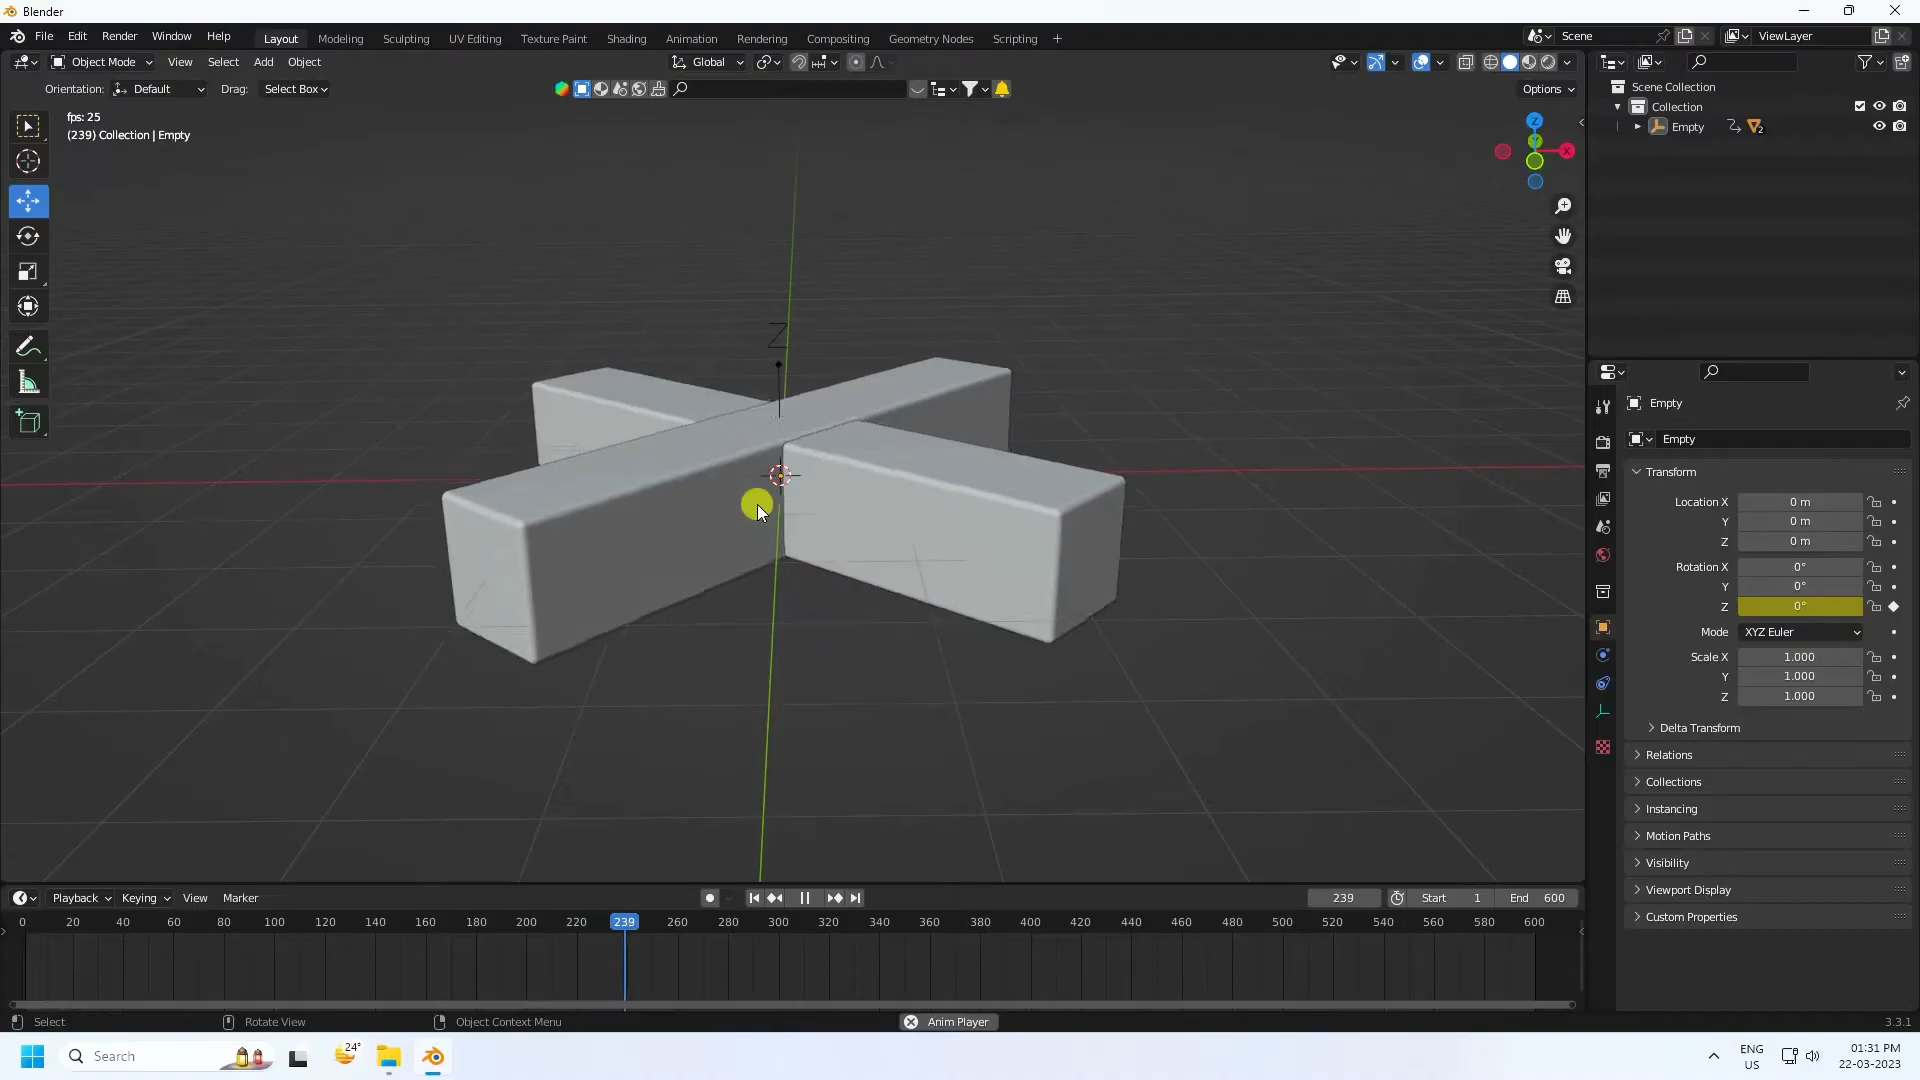 Blender
File Edit Render Window Help Layout Modeling Sculpting UV Editing Texture Paint Shading Animation Rendering Compositing Geometry Nodes Scripting + Scene ViewLayer
Object Mode View Select Add Object Global
Orientation: Default Drag: Select Box Options
fps: 25
(239) Collection | Empty
Z
X
Y
Z
Scene Collection
Collection
Empty 2
Empty
Empty
Transform
Location X 0 m
Y 0 m
Z 0 m
Rotation X 0°
Y 0°
Z 0°
Mode XYZ Euler
Scale X 1.000
Y 1.000
Z 1.000
Delta Transform
Relations
Collections
Instancing
Motion Paths
Visibility
Viewport Display
Custom Properties
Playback Keying View Marker 239 Start 1 End 600
0 20 40 60 80 100 120 140 160 180 200 220 239 260 280 300 320 340 360 380 400 420 440 460 480 500 520 540 560 580 600
Select Rotate View Object Context Menu Anim Player 3.3.1
Search 24° ENG US 01:31 PM 22-03-2023